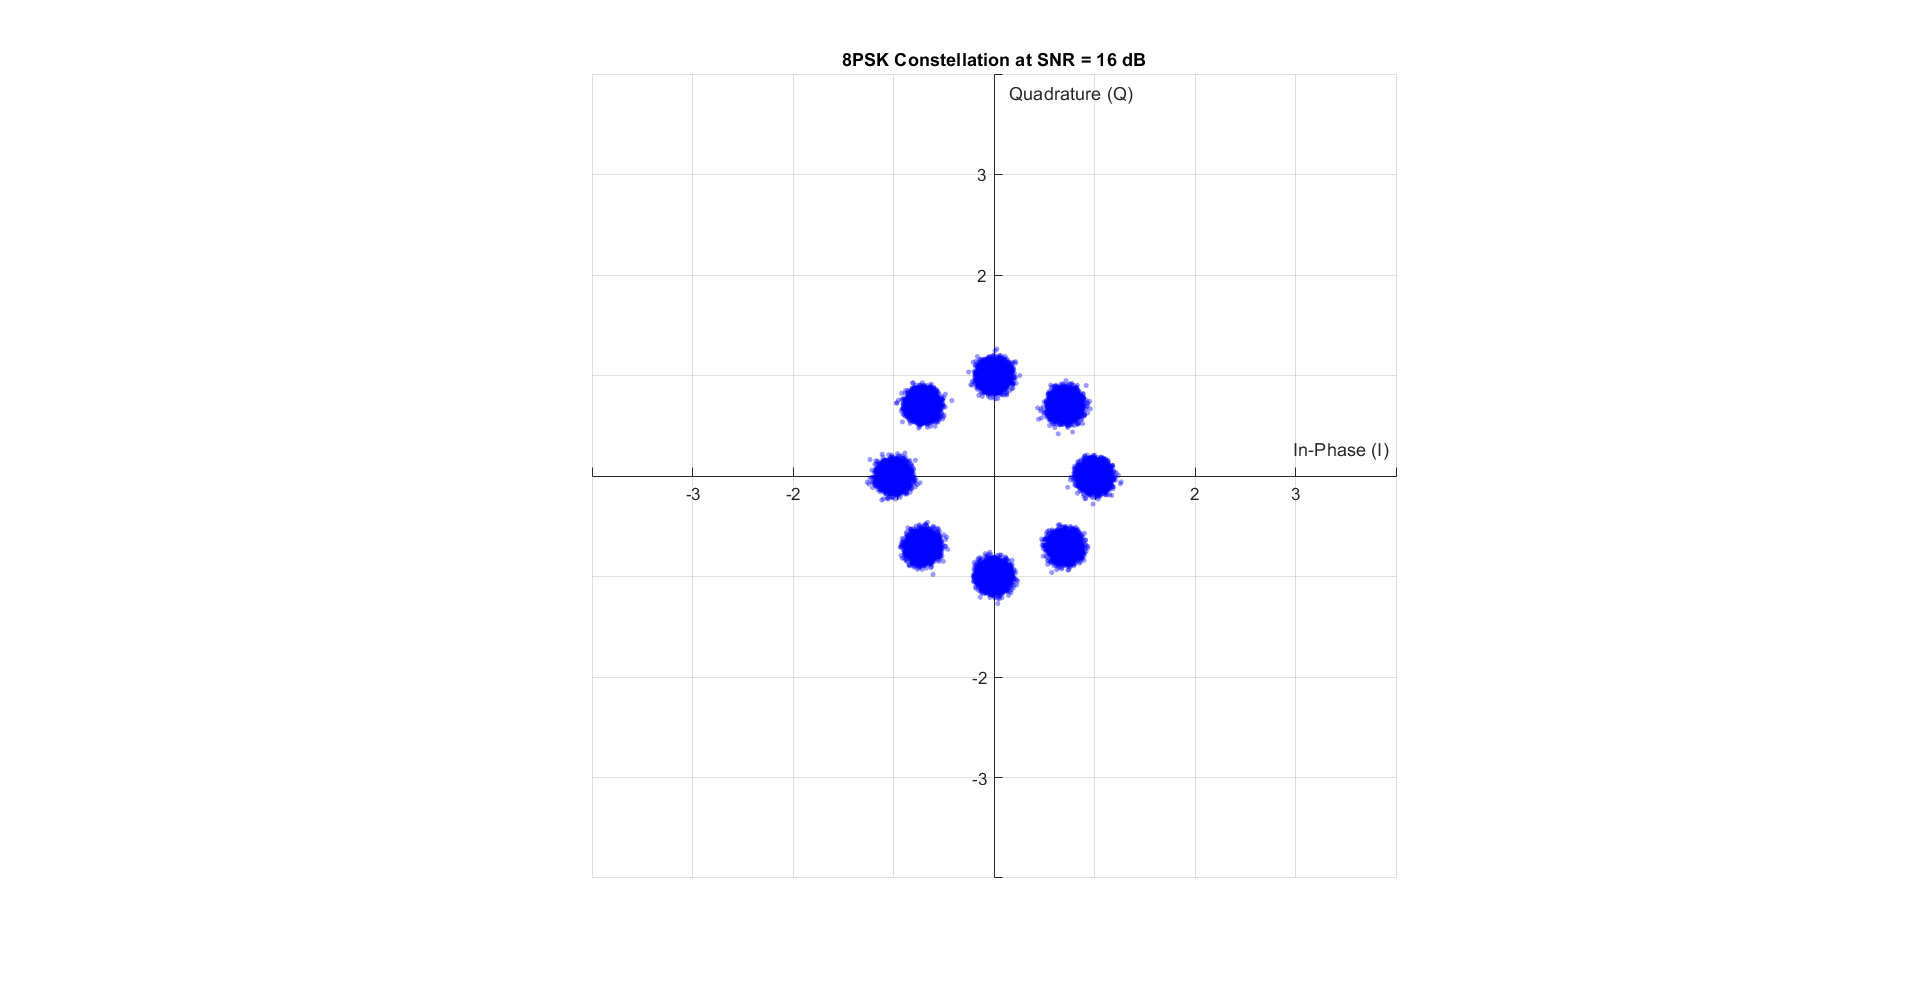 8PSK Constellation at SNR = 16 dB
Quadrature (Q)
3
2
In-Phase (I)
-3 -2 2 3
-2
-3